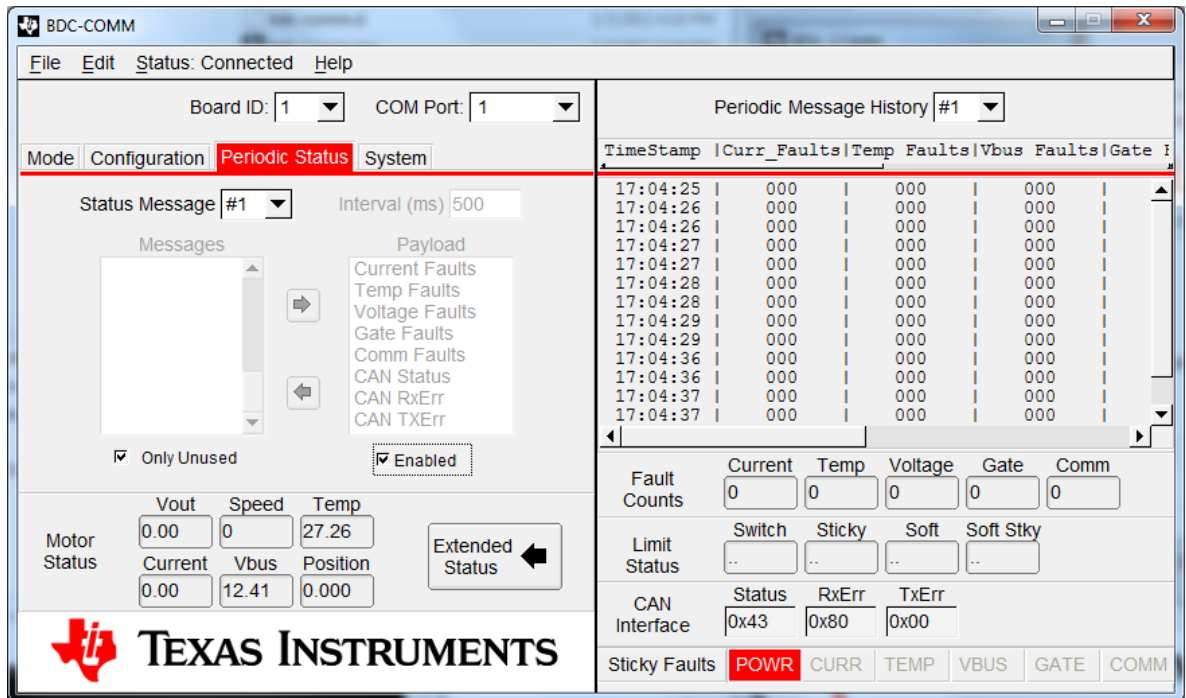 BDC-COMM
File Edit Status: Connected Help
Board ID: 1 COM Port: 1
Mode Configuration Periodic Status System
Status Message #1 Interval (ms) 500
Messages Payload
Current Faults
Temp Faults
Voltage Faults
Gate Faults
Comm Faults
CAN Status
CAN RxErr
CAN TXErr
Only Unused Enabled
Motor Status
Vout Speed Temp
0.00 0 27.26
Current Vbus Position
0.00 12.41 0.000
Extended Status
TEXAS INSTRUMENTS
Periodic Message History #1
TimeStamp |Curr_Faults|Temp Faults|Vbus Faults|Gate
17:04:25 | 000 | 000 | 000 |
17:04:26 | 000 | 000 | 000 |
17:04:26 | 000 | 000 | 000 |
17:04:27 | 000 | 000 | 000 |
17:04:27 | 000 | 000 | 000 |
17:04:28 | 000 | 000 | 000 |
17:04:28 | 000 | 000 | 000 |
17:04:29 | 000 | 000 | 000 |
17:04:29 | 000 | 000 | 000 |
17:04:36 | 000 | 000 | 000 |
17:04:36 | 000 | 000 | 000 |
17:04:37 | 000 | 000 | 000 |
17:04:37 | 000 | 000 | 000 |
Fault Counts
Current Temp Voltage Gate Comm
0 0 0 0 0
Limit Status
Switch Sticky Soft Soft Stky
.. .. .. ..
CAN Interface
Status RxErr TxErr
0x43 0x80 0x00
Sticky Faults POWR CURR TEMP VBUS GATE COMM